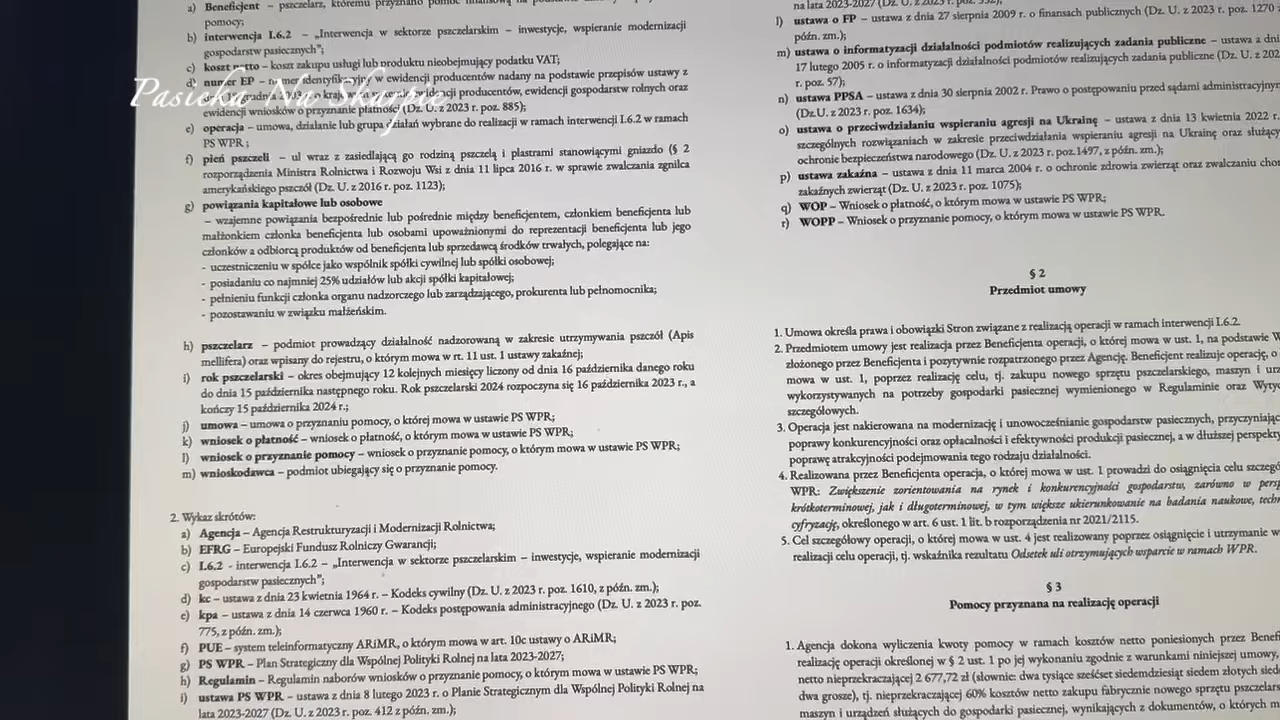 a) Beneficjent – pszczelarz, któremu przyznano pomoc finansową na
pomocy;
b) interwencja I.6.2 – „Interwencja w sektorze pszczelarskim – inwestycje, wspieranie modernizacji
gospodarstw pasiecznych”;
c) koszt netto – koszt zakupu usługi lub produktu nieobejmujący podatku VAT;
d) numer EP – numer identyfikacyjny w ewidencji producentów nadany na podstawie przepisów ustawy z
ewidencji producentów, ewidencji gospodarstw rolnych oraz
ewidencji wniosków o przyznanie płatności (Dz. U. z 2023 r. poz. 885);
Pasieka Na Skarpie
e) operacja – umowa, działanie lub grupa działań wybrane do realizacji w ramach interwencji I.6.2 w ramach
PS WPR ;
f) pień pszczeli – ul wraz z zasiedlającą go rodziną pszczelą i plastrami stanowiącymi gniazdo (§ 2
rozporządzenia Ministra Rolnictwa i Rozwoju Wsi z dnia 11 lipca 2016 r. w sprawie zwalczania zgnilca
amerykańskiego pszczół (Dz. U. z 2016 r. poz. 1123);
g) powiązania kapitałowe lub osobowe
– wzajemne powiązania bezpośrednie lub pośrednie między beneficjentem, członkiem beneficjenta lub
małżonkiem członka beneficjenta lub osobami upoważnionymi do reprezentacji beneficjenta lub jego
członków a odbiorcą produktów od beneficjenta lub sprzedawcą środków trwałych, polegające na:
- uczestniczeniu w spółce jako wspólnik spółki cywilnej lub spółki osobowej;
- posiadaniu co najmniej 25% udziałów lub akcji spółki kapitałowej;
- pełnieniu funkcji członka organu nadzorczego lub zarządzającego, prokurenta lub pełnomocnika;
- pozostawaniu w związku małżeńskim.
h) pszczelarz – podmiot prowadzący działalność nadzorowaną w zakresie utrzymywania pszczół (Apis
mellifera) oraz wpisany do rejestru, o którym mowa w rt. 11 ust. 1 ustawy zakaźnej;
i) rok pszczelarski – okres obejmujący 12 kolejnych miesięcy liczony od dnia 16 października danego roku
do dnia 15 października następnego roku. Rok pszczelarski 2024 rozpoczyna się 16 października 2023 r., a
kończy 15 października 2024 r.;
j) umowa – umowa o przyznaniu pomocy, o której mowa w ustawie PS WPR;
k) wniosek o płatność – wniosek o płatność, o którym mowa w ustawie PS WPR;
l) wniosek o przyznanie pomocy – wniosek o przyznanie pomocy, o którym mowa w ustawie PS WPR;
m) wnioskodawca – podmiot ubiegający się o przyznanie pomocy.
2. Wykaz skrótów:
a) Agencja – Agencja Restrukturyzacji i Modernizacji Rolnictwa;
b) EFRG – Europejski Fundusz Rolniczy Gwarancji;
c) I.6.2 - interwencja I.6.2 – „Interwencja w sektorze pszczelarskim – inwestycje, wspieranie modernizacji
gospodarstw pasiecznych”;
d) kc – ustawa z dnia 23 kwietnia 1964 r. – Kodeks cywilny (Dz. U. z 2023 r. poz. 1610, z późn. zm.);
e) kpa – ustawa z dnia 14 czerwca 1960 r. – Kodeks postępowania administracyjnego (Dz. U. z 2023 r. poz.
775, z późn. zm.);
f) PUE – system teleinformatyczny ARiMR, o którym mowa w art. 10c ustawy o ARiMR;
g) PS WPR – Plan Strategiczny dla Wspólnej Polityki Rolnej na lata 2023-2027;
h) Regulamin – Regulamin naborów wniosków o przyznanie pomocy, o którym mowa w ustawie PS WPR;
i) ustawa PS WPR – ustawa z dnia 8 lutego 2023 r. o Planie Strategicznym dla Wspólnej Polityki Rolnej na
lata 2023-2027 (Dz. U. z 2023 r. poz. 412 z późn. zm.);
na lata 2023-2027 (Dz. U. z 2023 r. poz. 332);
l) ustawa o FP – ustawa z dnia 27 sierpnia 2009 r. o finansach publicznych (Dz. U. z 2023 r. poz. 1270 z
późn. zm.);
m) ustawa o informatyzacji działalności podmiotów realizujących zadania publiczne – ustawa z dnia
17 lutego 2005 r. o informatyzacji działalności podmiotów realizujących zadania publiczne (Dz. U. z 202
r. poz. 57);
n) ustawa PPSA – ustawa z dnia 30 sierpnia 2002 r. Prawo o postępowaniu przed sądami administracyjnym
(Dz.U. z 2023 r. poz. 1634);
o) ustawa o przeciwdziałaniu wspieraniu agresji na Ukrainę – ustawa z dnia 13 kwietnia 2022 r.
szczególnych rozwiązaniach w zakresie przeciwdziałania wspieraniu agresji na Ukrainę oraz służący
ochronie bezpieczeństwa narodowego (Dz. U. z 2023 r. poz.1497, z późn. zm.);
p) ustawa zakaźna – ustawa z dnia 11 marca 2004 r. o ochronie zdrowia zwierząt oraz zwalczaniu chor
zakaźnych zwierząt (Dz. U. z 2023 r. poz. 1075);
q) WOP – Wniosek o płatność, o którym mowa w ustawie PS WPR;
r) WOPP – Wniosek o przyznanie pomocy, o którym mowa w ustawie PS WPR.
§ 2
Przedmiot umowy
1. Umowa określa prawa i obowiązki Stron związane z realizacją operacji w ramach interwencji I.6.2.
2. Przedmiotem umowy jest realizacja przez Beneficjenta operacji, o której mowa w ust. 1, na podstawie W
złożonego przez Beneficjenta i pozytywnie rozpatrzonego przez Agencję. Beneficjent realizuje operację, o
mowa w ust. 1, poprzez realizację celu, tj. zakupu nowego sprzętu pszczelarskiego, maszyn i urz
wykorzystywanych na potrzeby gospodarki pasiecznej wymienionego w Regulaminie oraz Wytyc
szczegółowych.
3. Operacja jest nakierowana na modernizację i unowocześnianie gospodarstw pasiecznych, przyczyniając
poprawy konkurencyjności oraz opłacalności i efektywności produkcji pasiecznej, a w dłuższej perspekty
poprawę atrakcyjności podejmowania tego rodzaju działalności.
4. Realizowana przez Beneficjenta operacja, o której mowa w ust. 1 prowadzi do osiągnięcia celu szczegó
WPR: Zwiększenie zorientowania na rynek i konkurencyjności gospodarstw, zarówno w persp
krótkoterminowej, jak i długoterminowej, w tym większe ukierunkowanie na badania naukowe, techn
cyfryzację, określonego w art. 6 ust. 1 lit. b rozporządzenia nr 2021/2115.
5. Cel szczegółowy operacji, o której mowa w ust. 4 jest realizowany poprzez osiągnięcie i utrzymanie w
realizacji celu operacji, tj. wskaźnika rezultatu Odsetek uli otrzymujących wsparcie w ramach WPR.
§ 3
Pomocy przyznana na realizację operacji
1. Agencja dokona wyliczenia kwoty pomocy w ramach kosztów netto poniesionych przez Benefi
realizację operacji określonej w § 2 ust. 1 po jej wykonaniu zgodnie z warunkami niniejszej umowy,
netto nieprzekraczającej 2 677,72 zł (słownie: dwa tysiące sześćset siedemdziesiąt siedem złotych sied
dwa grosze), tj. nieprzekraczającej 60% kosztów netto zakupu fabrycznie nowego sprzętu pszczelars
maszyn i urządzeń służących do gospodarki pasiecznej, wynikających z dokumentów, o których m